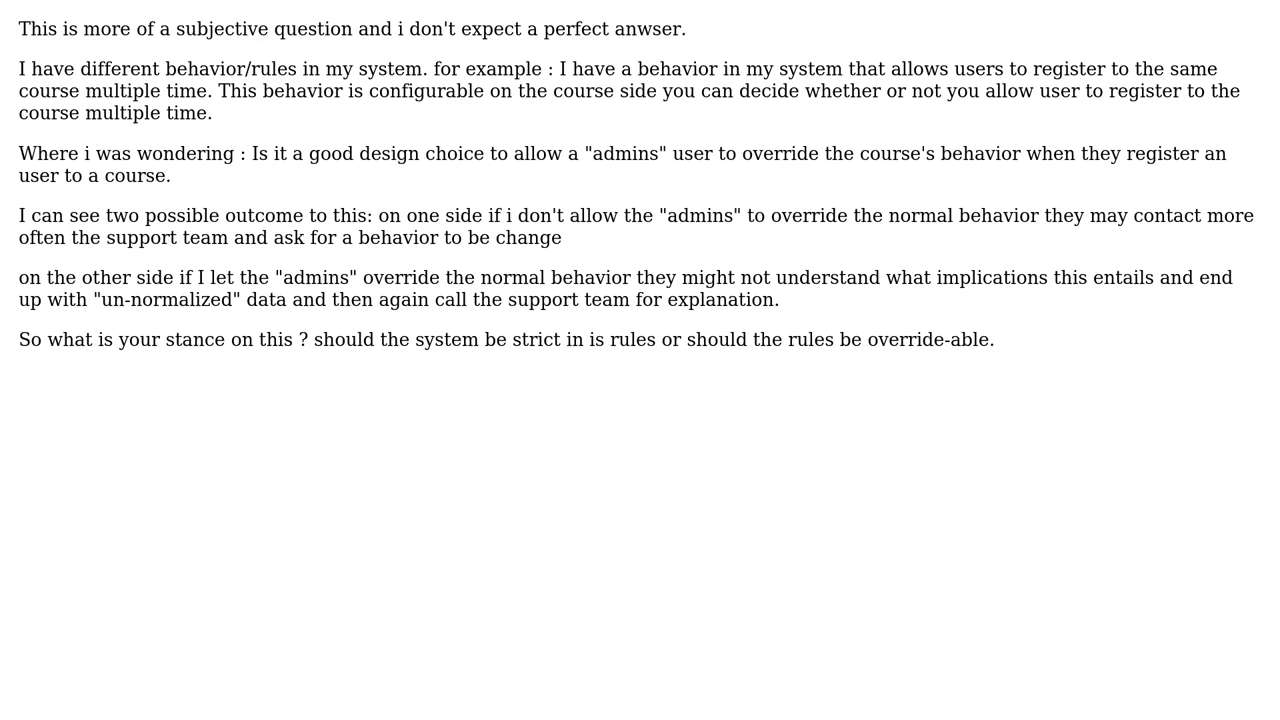 This is more of a subjective question and i don't expect a perfect anwser.
I have different behavior/rules in my system. for example : I have a behavior in my system that allows users to register to the same
course multiple time. This behavior is configurable on the course side you can decide whether or not you allow user to register to the
course multiple time.
Where i was wondering : Is it a good design choice to allow a "admins" user to override the course's behavior when they register an
user to a course.
I can see two possible outcome to this: on one side if i don't allow the "admins" to override the normal behavior they may contact more
often the support team and ask for a behavior to be change
on the other side if I let the "admins" override the normal behavior they might not understand what implications this entails and end
up with "un-normalized" data and then again call the support team for explanation.
So what is your stance on this ? should the system be strict in is rules or should the rules be override-able.